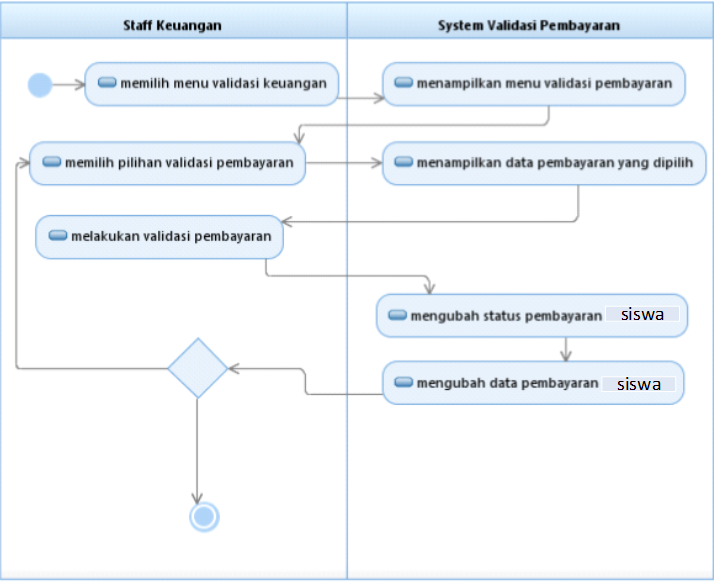 Staff Keuangan
System Validasi Pembayaran
memilih menu validasi keuangan
menampilkan menu validasi pembayaran
memilih pilihan validasi pembayaran
menampilkan data pembayaran yang dipilih
melakukan validasi pembayaran
mengubah status pembayaran siswa
mengubah data pembayaran siswa